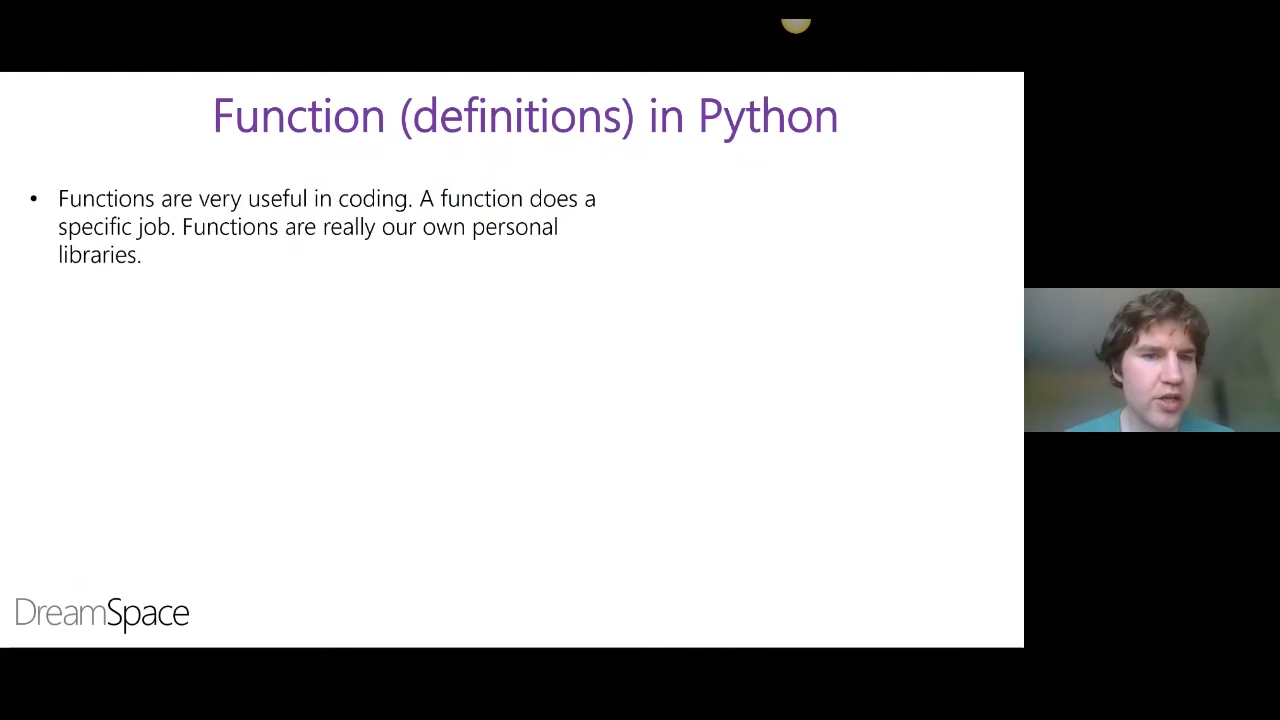 Function (definitions) in Python
• Functions are very useful in coding. A function does a
specific job. Functions are really our own personal
libraries.
DreamSpace